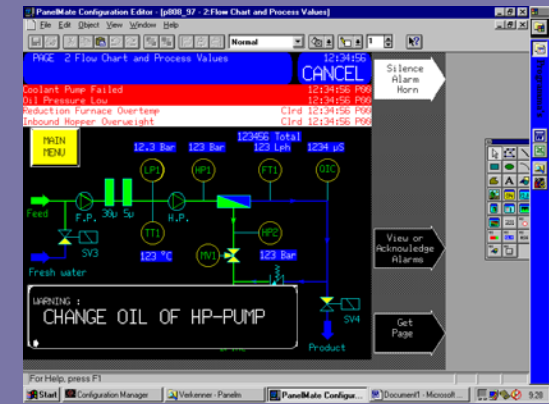 PanelMate Configuration Editor - [p808_97 - 2:Flow Chart and Process Values]
File Edit Object View Window Help
Normal
1
PAGE 2 Flow Chart and Process Values
12:34:56
CANCEL
Silence
Alarm
Horn
Coolant Pump Failed 12:34:56 P00
Oil Pressure Low 12:34:56 P00
Reduction Furnace Overtemp Clrd 12:34:56 P00
Inbound Hopper Overweight Clrd 12:34:56 P00
MAIN
MENU
123456 Total
12.3 Bar 123 Bar 123 Lph 1234 µS
LP1 HP1 FT1 QIC
Feed
F.P. 30µ 5µ H.P.
TT1 HP2
SV3
123 °C MV1 123 Bar
View or
Acknowledge
Alarms
Fresh water
WARNING :
CHANGE OIL OF HP-PUMP
SV4
Product
Get
Page
For Help, press F1
Start Configuration Manager Verkenner - Panelm PanelMate Configur... Document1 - Microsoft ... 9:20